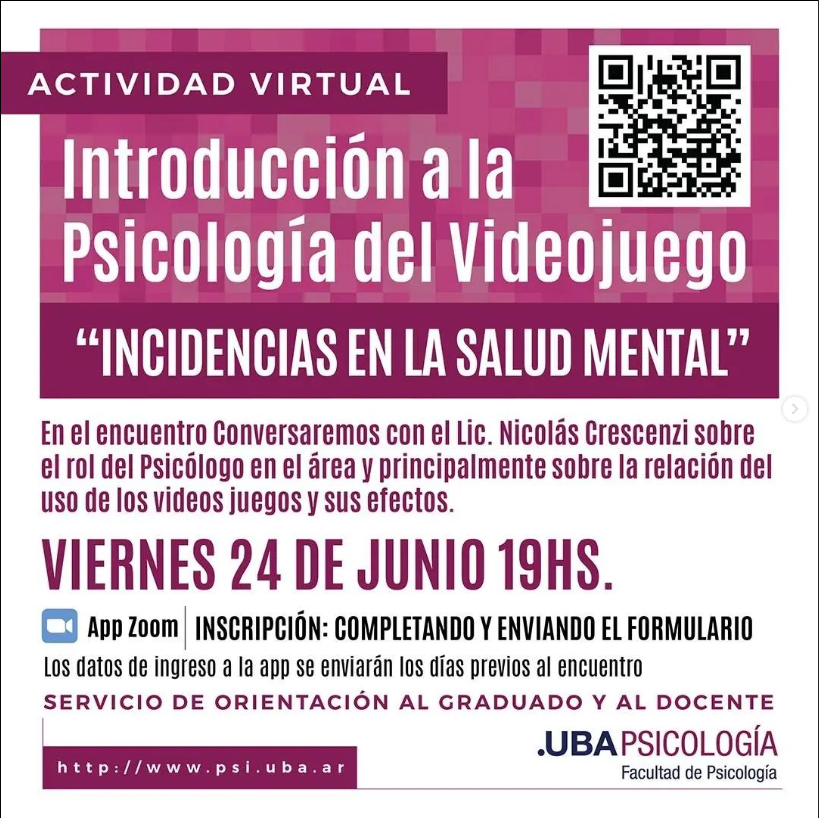 ACTIVIDAD VIRTUAL
Introducción a la
Psicología del Videojuego
“INCIDENCIAS EN LA SALUD MENTAL”
En el encuentro Conversaremos con el Lic. Nicolás Crescenzi sobre
el rol del Psicólogo en el área y principalmente sobre la relación del
uso de los videos juegos y sus efectos.
VIERNES 24 DE JUNIO 19HS.
App Zoom | INSCRIPCIÓN: COMPLETANDO Y ENVIANDO EL FORMULARIO
Los datos de ingreso a la app se enviarán los días previos al encuentro
SERVICIO DE ORIENTACIÓN AL GRADUADO Y AL DOCENTE
http://www.psi.uba.ar
.UBAPSICOLOGÍA
Facultad de Psicología